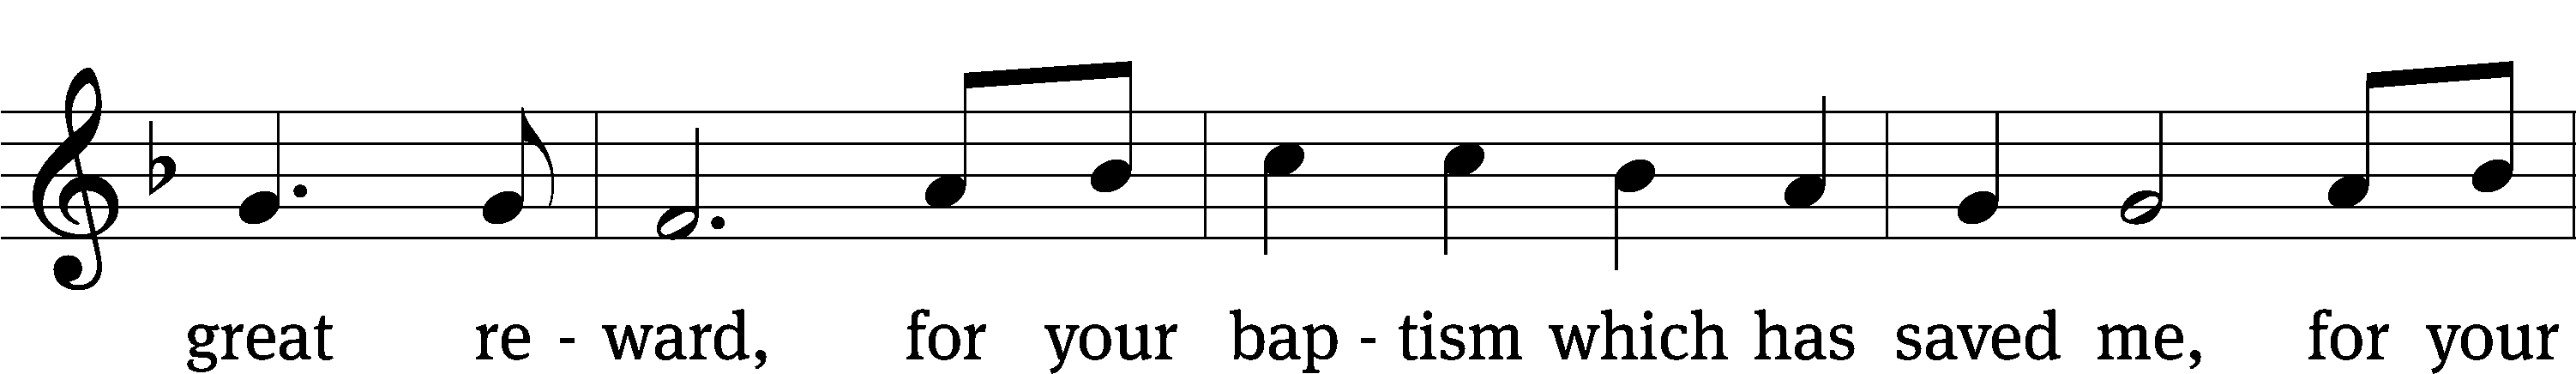 great re - ward, for your bap - tism which has saved me, for your